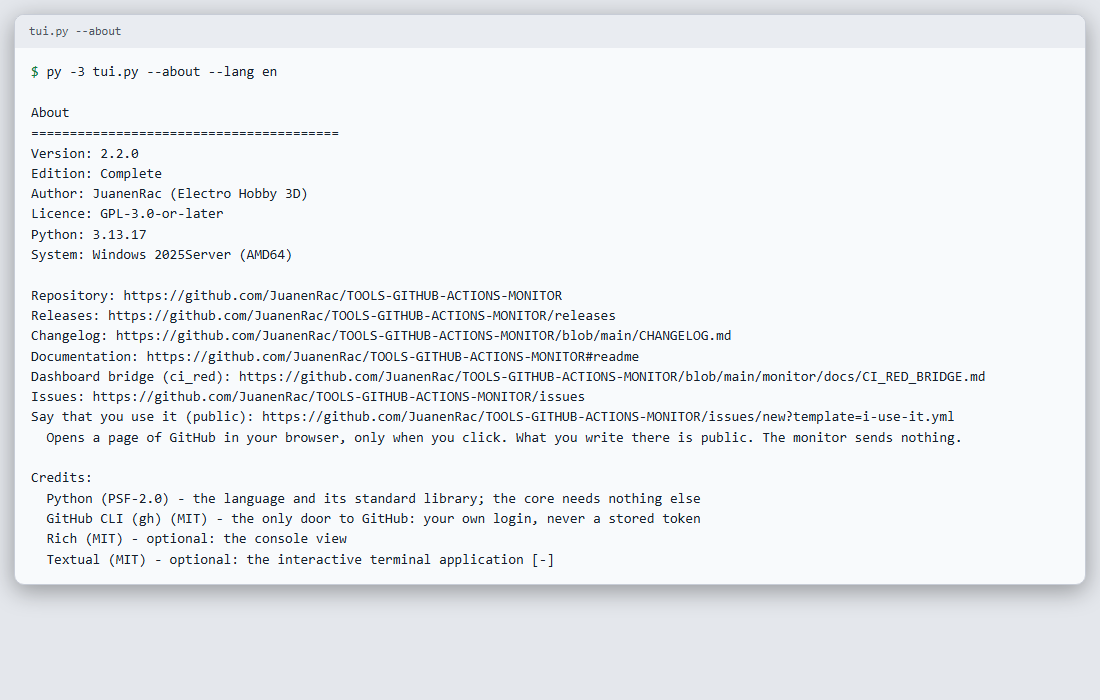 tui.py --about
$ py -3 tui.py --about --lang en
About
========================================
Version: 2.2.0
Edition: Complete
Author: JuanenRac (Electro Hobby 3D)
Licence: GPL-3.0-or-later
Python: 3.13.17
System: Windows 2025Server (AMD64)
Repository: https://github.com/JuanenRac/TOOLS-GITHUB-ACTIONS-MONITOR
Releases: https://github.com/JuanenRac/TOOLS-GITHUB-ACTIONS-MONITOR/releases
Changelog: https://github.com/JuanenRac/TOOLS-GITHUB-ACTIONS-MONITOR/blob/main/CHANGELOG.md
Documentation: https://github.com/JuanenRac/TOOLS-GITHUB-ACTIONS-MONITOR#readme
Dashboard bridge (ci_red): https://github.com/JuanenRac/TOOLS-GITHUB-ACTIONS-MONITOR/blob/main/monitor/docs/CI_RED_BRIDGE.md
Issues: https://github.com/JuanenRac/TOOLS-GITHUB-ACTIONS-MONITOR/issues
Say that you use it (public): https://github.com/JuanenRac/TOOLS-GITHUB-ACTIONS-MONITOR/issues/new?template=i-use-it.yml
  Opens a page of GitHub in your browser, only when you click. What you write there is public. The monitor sends nothing.
Credits:
  Python (PSF-2.0) - the language and its standard library; the core needs nothing else
  GitHub CLI (gh) (MIT) - the only door to GitHub: your own login, never a stored token
  Rich (MIT) - optional: the console view
  Textual (MIT) - optional: the interactive terminal application [-]